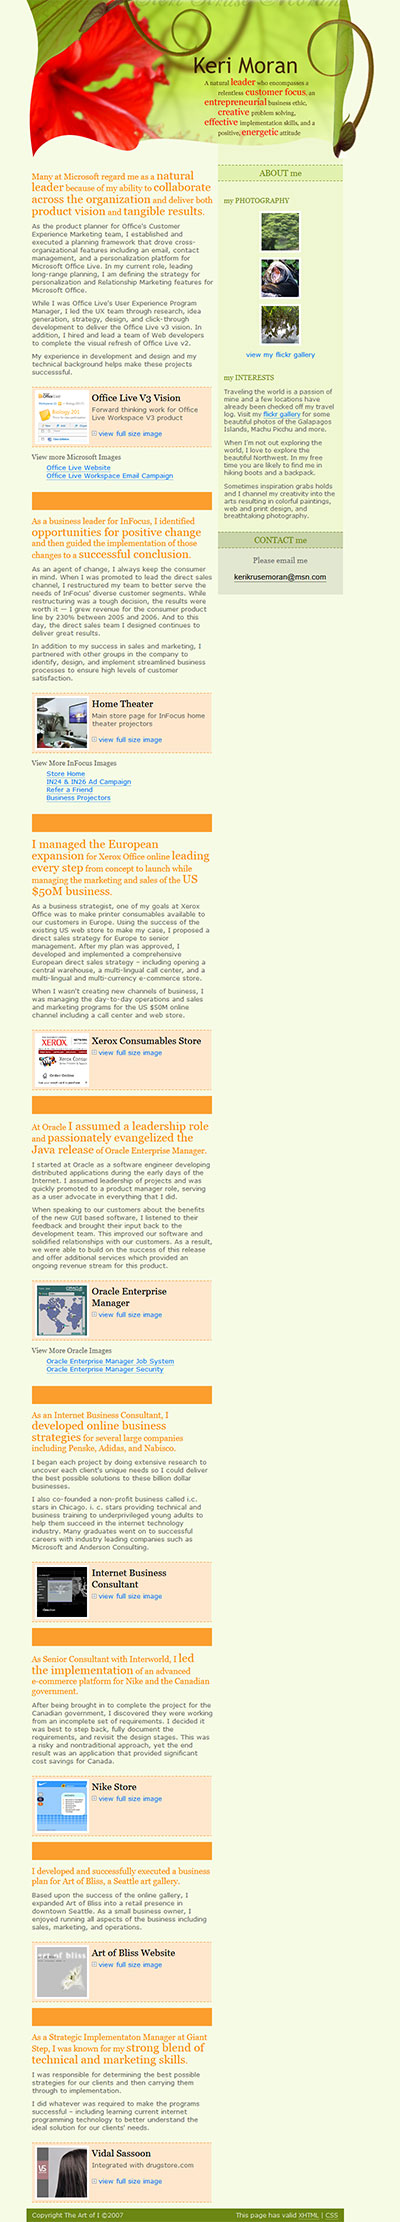 Keri Moran
A natural leader who encompasses a
relentless customer focus, an
entrepreneurial business ethic,
creative problem solving,
effective implementation skills, and a
positive, energetic attitude
Many at Microsoft regard me as a natural
leader because of my ability to collaborate
across the organization and deliver both
product vision and tangible results.
As the product planner for Office's Customer
Experience Marketing team, I established and
executed a planning framework that drove cross-
organizational features including an email, contact
management, and a personalization platform for
Microsoft Office Live. In my current role, leading
long-range planning, I am defining the strategy for
personalization and Relationship Marketing features for
Microsoft Office.
While I was Office Live's User Experience Program
Manager, I led the UX team through research, idea
generation, strategy, design, and click-through
development to deliver the Office Live v3 vision. In
addition, I hired and lead a team of Web developers
to complete the visual refresh of Office Live v2.
My experience in development and design and my
technical background helps make these projects
successsful.
Office Live V3 Vision
Forward thinking work for Office
Live Workspace V3 product
view full size image
View more Microsoft Images
Office Live Website
Office Live Workspace Email Campaign
As a business leader for InFocus, I identified
opportunities for positive change
and then guided the implementation of those
changes to a successful conclusion.
As an agent of change, I always keep the consumer
in mind. When I was promoted to lead the direct sales
channel, I restructured my team to better serve the
needs of InFocus' diverse customer segments. While
restructuring was a tough decision, the results were
worth it — I grew revenue for the consumer product
line by 230% between 2005 and 2006. And to this
day, the direct sales team I designed continues to
deliver great results.
In addition to my success in sales and marketing, I
partnered with other groups in the company to
identify, design, and implement streamlined business
processes to ensure high levels of customer
satisfaction.
Home Theater
Main store page for InFocus home
theater projectors
view full size image
View More InFocus Images
Store Home
IN24 & IN26 Ad Campaign
Refer a Friend
Business Projectors
I managed the European
expansion for Xerox Office online leading
every step from concept to launch while
managing the marketing and sales of the US
$50M business.
As a business strategist, one of my goals at Xerox
Office was to make printer consumables available to
our customers in Europe. Using the success of the
existing US web store to make my case, I proposed a
direct sales strategy for Europe to senior
management. After my plan was approved, I
developed and implemented a comprehensive
European direct sales strategy – including opening a
central warehouse, a multi-lingual call center, and a
multi-lingual and multi-currency e-commerce store.
When I wasn't creating new channels of business, I
was managing the day-to-day operations and sales
and marketing programs for the US $50M online
channel including a call center and web store.
XEROX
Xerox Consumables Store
view full size image
At Oracle I assumed a leadership role
and passionately evangelized the
Java release of Oracle Enterprise Manager.
I started at Oracle as a software engineer developing
distributed applications during the early days of the
Internet. I assumed leadership of projects and was
quickly promoted to a product manager role, serving
as a user advocate in everything that I did.
When speaking to our customers about the benefits
of the new GUI based software, I listened to their
feedback and brought their input back to the
development team. This improved our software and
solidified relationships with our customers. As a result,
we were able to build on the success of this release
and offer additional services which provided an
ongoing revenue stream for this product.
Oracle Enterprise
Manager
view full size image
View More Oracle Images
Oracle Enterprise Manager Job System
Oracle Enterprise Manager Security
As an Internet Business Consultant, I
developed online business
strategies for several large companies
including Penske, Adidas, and Nabisco.
I began each project by doing extensive research to
uncover each client's unique needs so I could deliver
the best possible solutions to these billion dollar
businesses.
I also co-founded a non-profit business called i.c.
stars in Chicago. i. c. stars providing technical and
business training to underprivileged young adults to
help them succeed in the internet technology
industry. Many graduates went on to successful
careers with industry leading companies such as
Microsoft and Anderson Consulting.
Internet Business
Consultant
view full size image
As Senior Consultant with Interworld, I led
the implementation of an advanced
e-commerce platform for Nike and the Canadian
government.
After being brought in to complete the project for the
Canadian government, I discovered they were working
from an incomplete set of requirements. I decided it
was best to step back, fully document the
requirements, and revisit the design stages. This was
a risky and nontraditional approach, yet the end
result was an application that provided significant
cost savings for Canada.
Nike Store
view full size image
I developed and successfully executed a business
plan for Art of Bliss, a Seattle art gallery.
Based upon the success of the online gallery, I
expanded Art of Bliss into a retail presence in
downtown Seattle. As a small business owner, I
enjoyed running all aspects of the business including
sales, marketing, and operations.
art of bliss
Art of Bliss Website
view full size image
As a Strategic Implementaton Manager at Giant
Step, I was known for my strong blend of
technical and marketing skills.
I was responsible for determining the best possible
strategies for our clients and then carrying them
through to implementation.
I did whatever was required to make the programs
successful – including learning current internet
programming technology to better understand the
ideal solution for our clients' needs.
VS
Vidal Sassoon
Integrated with drugstore.com
view full size image
ABOUT me
my PHOTOGRAPHY
view my flickr gallery
my INTERESTS
Traveling the world is a passion of
mine and a few locations have
already been checked off my travel
log. Visit my flickr gallery for some
beautiful photos of the Galapagos
Islands, Machu Picchu and more.
When I'm not out exploring the
world, I love to explore the
beautiful Northwest. In my free
time you are likely to find me in
hiking boots and a backpack.
Sometimes inspiration grabs holds
and I channel my creativity into the
arts resulting in colorful paintings,
web and print design, and
breathtaking photography.
CONTACT me
Please email me
kerikrusemoran@msn.com
Copyright The Art of I ©2007
This page has valid XHTML | CSS